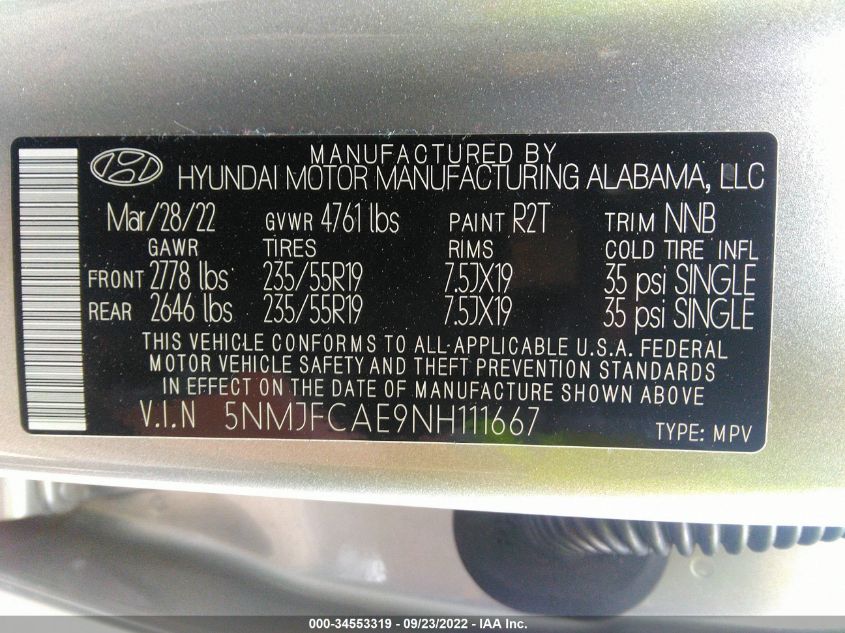 MANUFACTURED BY
HYUNDAI MOTOR MANUFACTURING ALABAMA, LLC
Mar/28/22 GVWR 4761 lbs PAINT R2T TRIM NNB
GAWR TIRES RIMS COLD TIRE INFL
FRONT 2778 lbs 235/55R19 7.5JX19 35 psi SINGLE
REAR 2646 lbs 235/55R19 7.5JX19 35 psi SINGLE
THIS VEHICLE CONFORMS TO ALL-APPLICABLE U.S.A. FEDERAL
MOTOR VEHICLE SAFETY AND THEFT PREVENTION STANDARDS
IN EFFECT ON THE DATE OF MANUFACTURE SHOWN ABOVE
V.I.N 5NMJFCAE9NH111667 TYPE: MPV
000-34553319 - 09/23/2022 - IAA Inc.